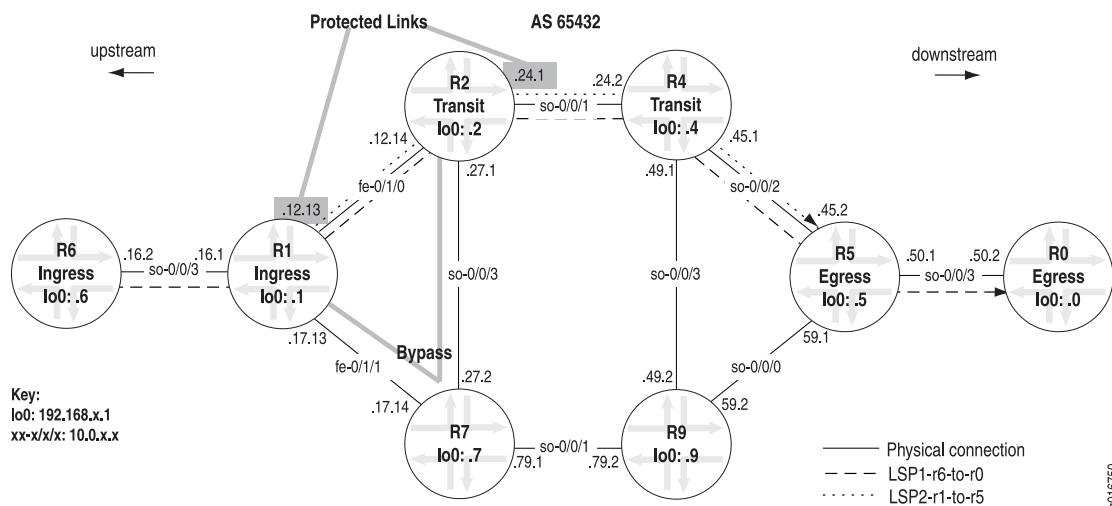 Protected Links
AS 65432
upstream
downstream
R2
Transit
lo0: .2
.24.1
.24.2
so-0/0/1
R4
Transit
lo0: .4
.12.14
.27.1
.49.1
.45.1
fe-0/1/0
so-0/0/2
.12.13
.45.2
R6
Ingress
lo0: .6
.16.2
.16.1
so-0/0/3
R1
Ingress
lo0: .1
so-0/0/3
so-0/0/3
R5
Egress
lo0: .5
.50.1
.50.2
so-0/0/3
R0
Egress
lo0: .0
.17.13
59.1
Bypass
fe-0/1/1
so-0/0/0
.27.2
.49.2
.17.14
59.2
R7
lo0: .7
.79.1
so-0/0/1
.79.2
R9
lo0: .9
Key:
lo0: 192.168.x.1
xx-x/x/x: 10.0.x.x
Physical connection
LSP1-r6-to-r0
LSP2-r1-to-r5